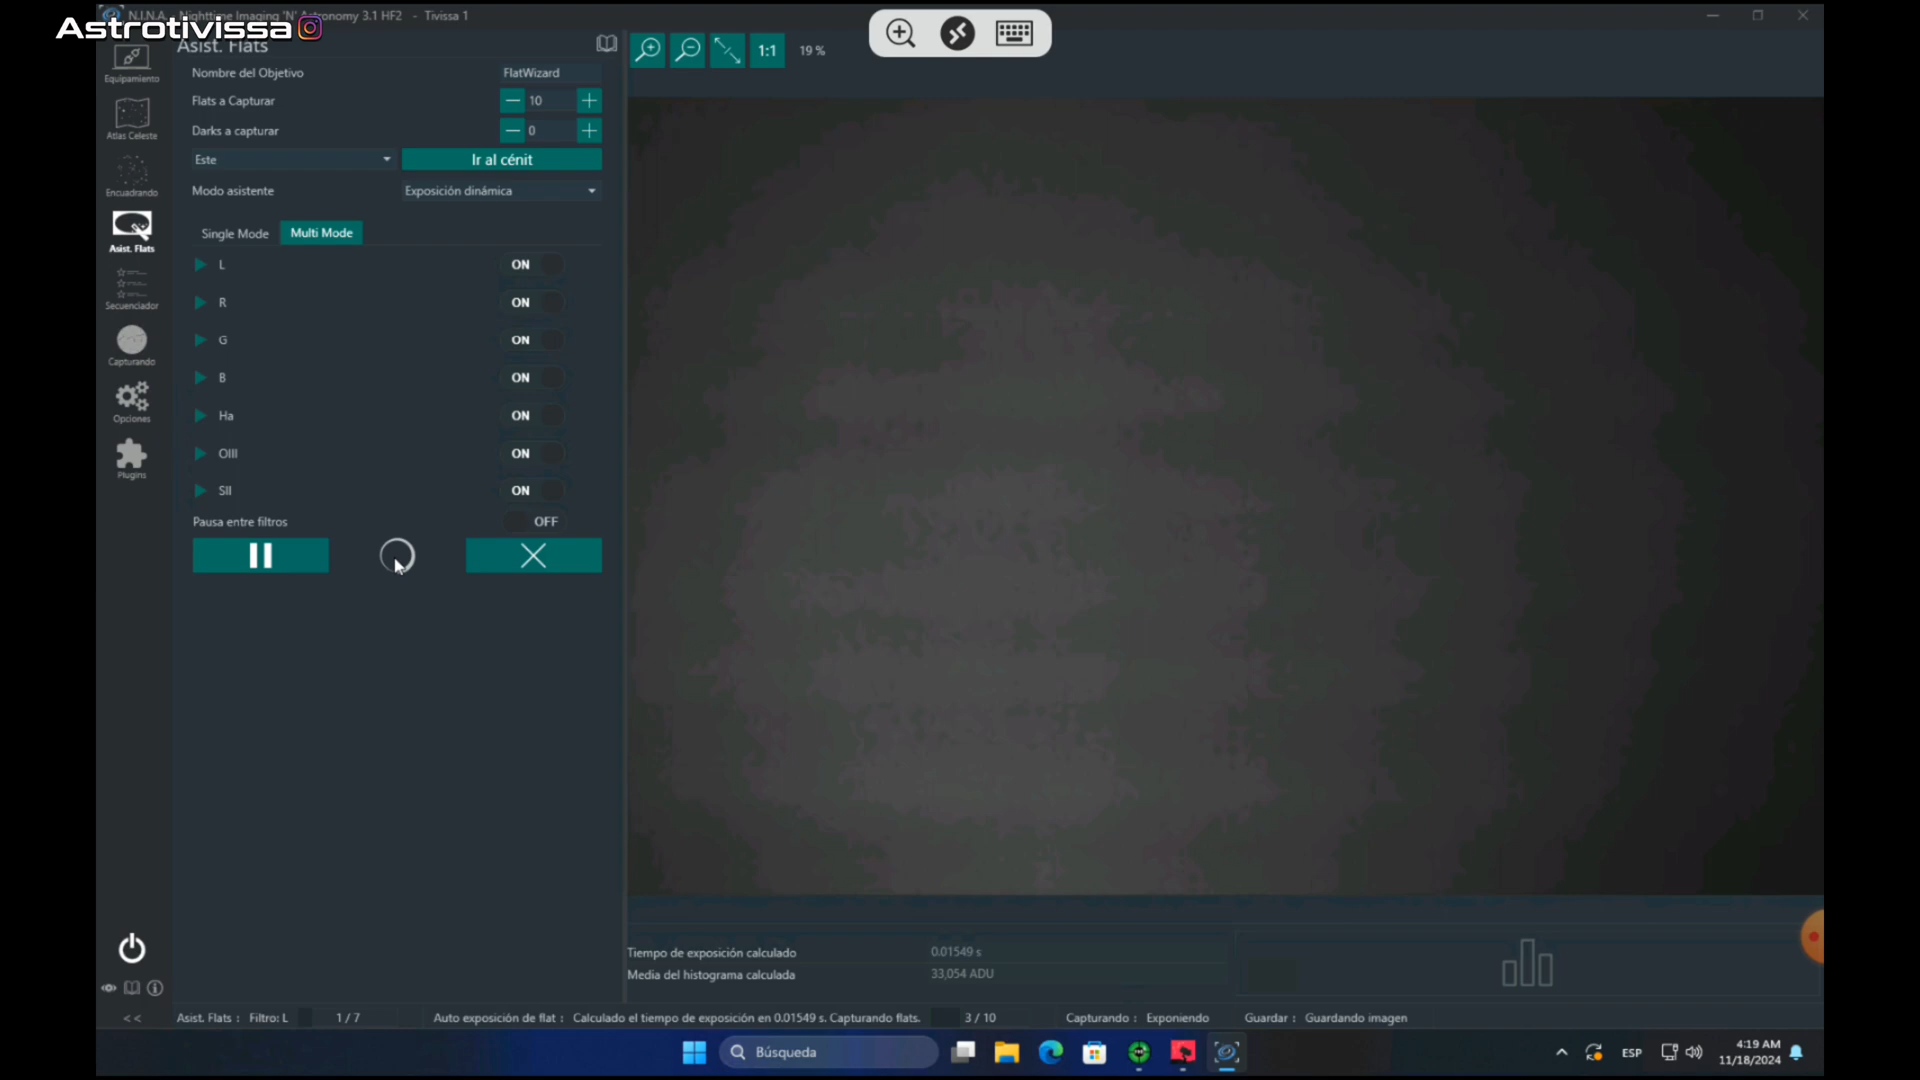 N.I.N.A. - Nighttime Imaging 'N' Astronomy 3.1 HF2 - Tivissa 1
Astrotivissa
Asist. Flats
Equipamiento
Atlas Celeste
Encuadrando
Asist. Flats
Secuenciador
Capturando
Opciones
Plugins
Nombre del Objetivo FlatWizard
Flats a Capturar 10
Darks a capturar 0
Este Ir al cénit
Modo asistente Exposición dinámica
Single Mode Multi Mode
L ON
R ON
G ON
B ON
Ha ON
OIII ON
SII ON
Pausa entre filtros OFF
1:1 19 %
Tiempo de exposición calculado 0.01549 s
Media del histograma calculada 33,054 ADU
<< Asist. Flats : Filtro: L 1 / 7 Auto exposición de flat : Calculado el tiempo de exposición en 0.01549 s. Capturando flats. 3 / 10 Capturando : Exponiendo Guardar : Guardando imagen
Búsqueda
ESP
4:19 AM
11/18/2024